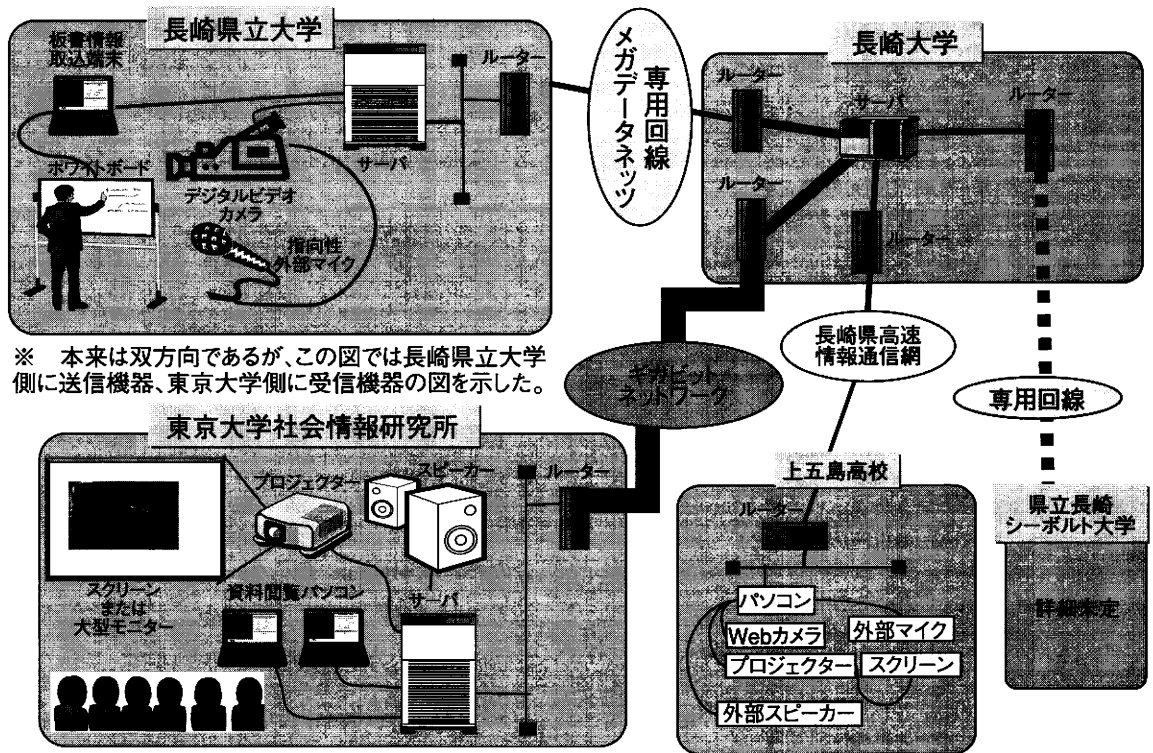 長崎県立大学
板書情報
取込端末
ホワイトボード
デジタルビデオ
カメラ
指向性
外部マイク
サーバ
ルーター
専用回線
メガデータネッツ
長崎大学
ルーター
サーバ
ルーター
ルーター
ルーター
※　本来は双方向であるが、この図では長崎県立大学
側に送信機器、東京大学側に受信機器の図を示した。
ギガビット
ネットワーク
長崎県高速
情報通信網
専用回線
東京大学社会情報研究所
プロジェクター
スピーカー
ルーター
スクリーン
または
大型モニター
資料閲覧パソコン
サーバ
上五島高校
ルーター
パソコン
Webカメラ
外部マイク
プロジェクター
スクリーン
外部スピーカー
県立長崎
シーボルト大学
詳細未定